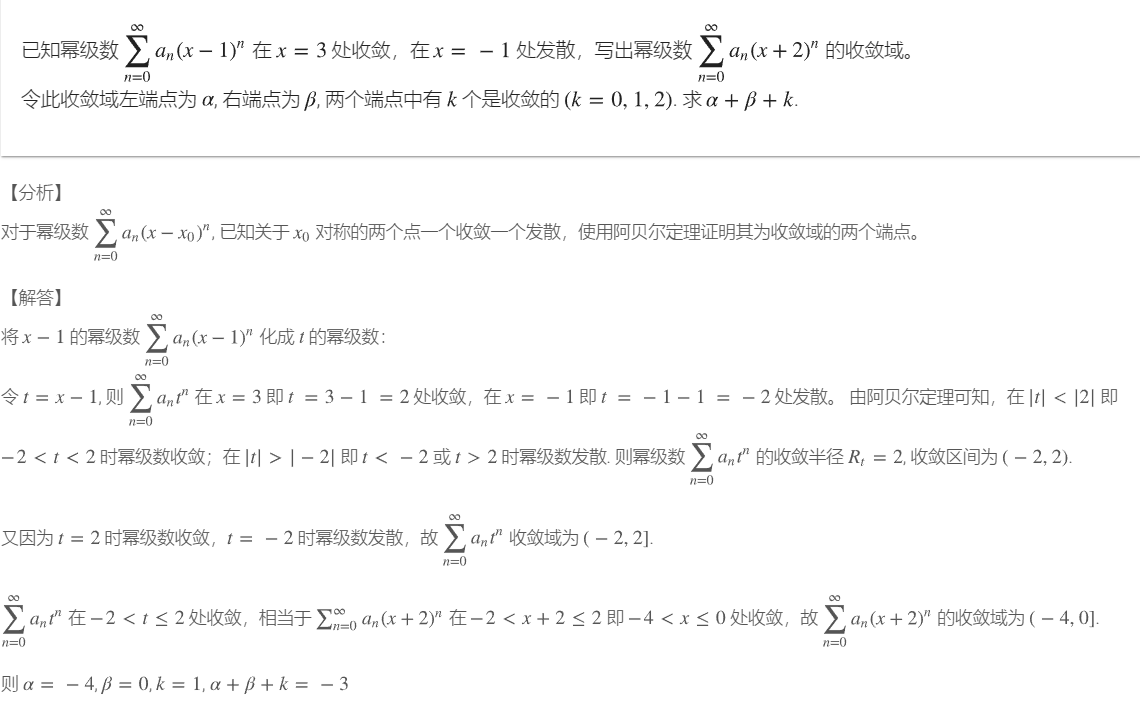 已知幂级数 $\sum_{n=0}^{\infty} a_n(x-1)^n$ 在 $x=3$ 处收敛，在 $x=-1$ 处发散，写出幂级数 $\sum_{n=0}^{\infty} a_n(x+2)^n$ 的收敛域。
令此收敛域左端点为 $\alpha$, 右端点为 $\beta$, 两个端点中有 $k$ 个是收敛的 $(k=0,1,2)$. 求 $\alpha+\beta+k$.
【分析】
对于幂级数 $\sum_{n=0}^{\infty} a_n(x-x_0)^n$, 已知关于 $x_0$ 对称的两个点一个收敛一个发散，使用阿贝尔定理证明其为收敛域的两个端点。
【解答】
将 $x-1$ 的幂级数 $\sum_{n=0}^{\infty} a_n(x-1)^n$ 化成 $t$ 的幂级数：
令 $t=x-1$, 则 $\sum_{n=0}^{\infty} a_n t^n$ 在 $x=3$ 即 $t=3-1=2$ 处收敛，在 $x=-1$ 即 $t=-1-1=-2$ 处发散。 由阿贝尔定理可知，在 $|t|<|2|$ 即
$-2<t<2$ 时幂级数收敛；在 $|t|>|-2|$ 即 $t<-2$ 或 $t>2$ 时幂级数发散. 则幂级数 $\sum_{n=0}^{\infty} a_n t^n$ 的收敛半径 $R_t=2$, 收敛区间为 $(-2,2)$.
又因为 $t=2$ 时幂级数收敛，$t=-2$ 时幂级数发散，故 $\sum_{n=0}^{\infty} a_n t^n$ 收敛域为 $(-2,2]$.
$\sum_{n=0}^{\infty} a_n t^n$ 在 $-2<t\leq 2$ 处收敛，相当于 $\sum_{n=0}^{\infty} a_n(x+2)^n$ 在 $-2<x+2\leq 2$ 即 $-4<x\leq 0$ 处收敛，故 $\sum_{n=0}^{\infty} a_n(x+2)^n$ 的收敛域为 $(-4,0]$.
则 $\alpha=-4,\beta=0,k=1,\alpha+\beta+k=-3$